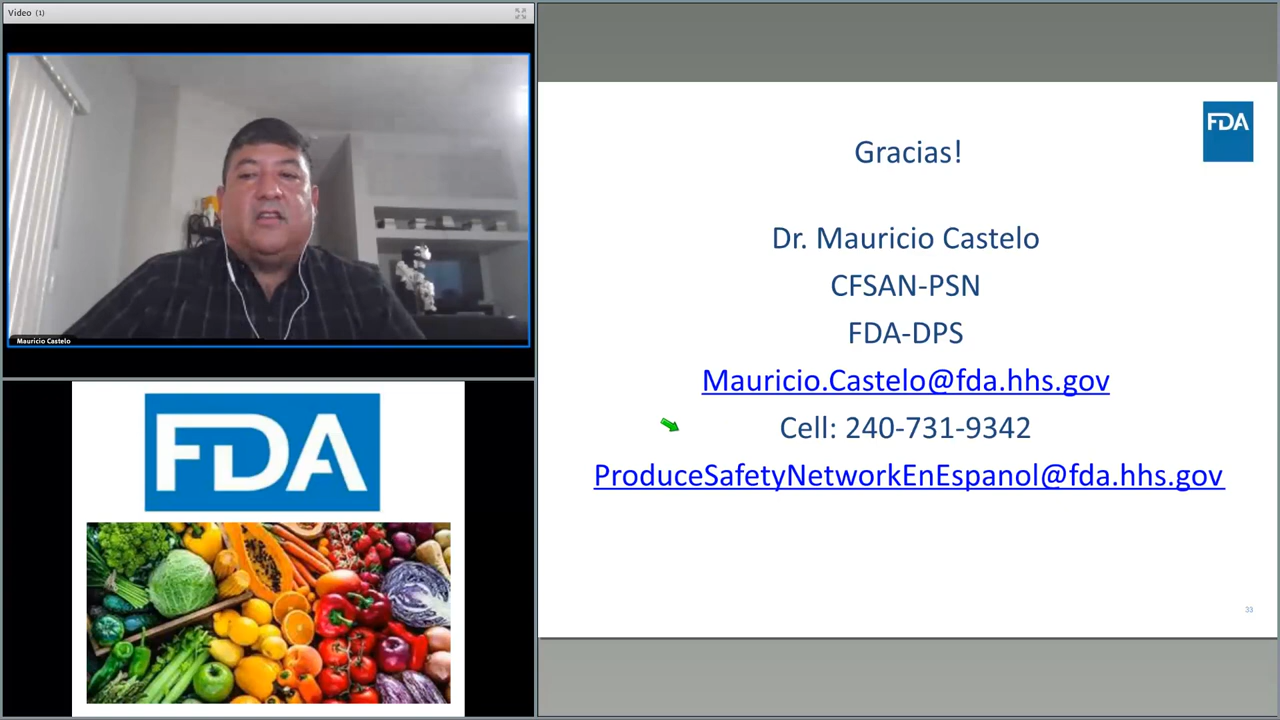 Video (1)
Mauricio Castelo
FDA
FDA
Gracias!
Dr. Mauricio Castelo
CFSAN-PSN
FDA-DPS
Mauricio.Castelo@fda.hhs.gov
Cell: 240-731-9342
ProduceSafetyNetworkEnEspanol@fda.hhs.gov
33